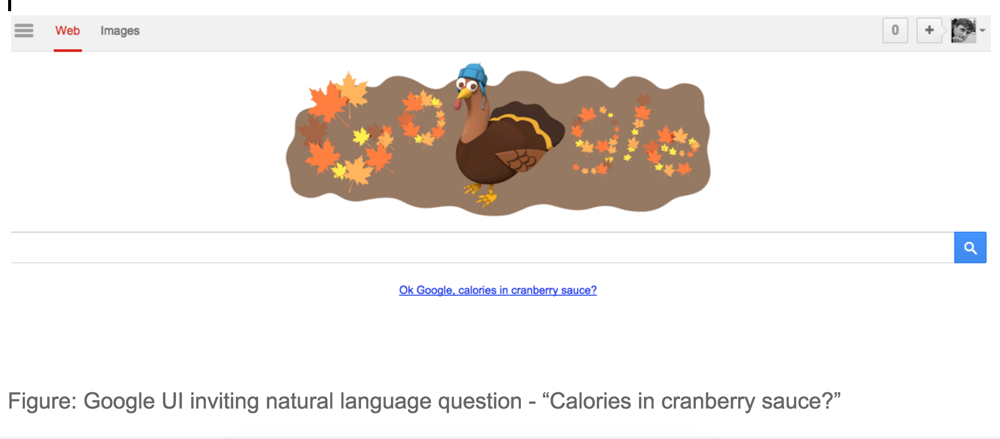 Web Images 0 +
Google
Ok Google, calories in cranberry sauce?
Figure: Google UI inviting natural language question - “Calories in cranberry sauce?”